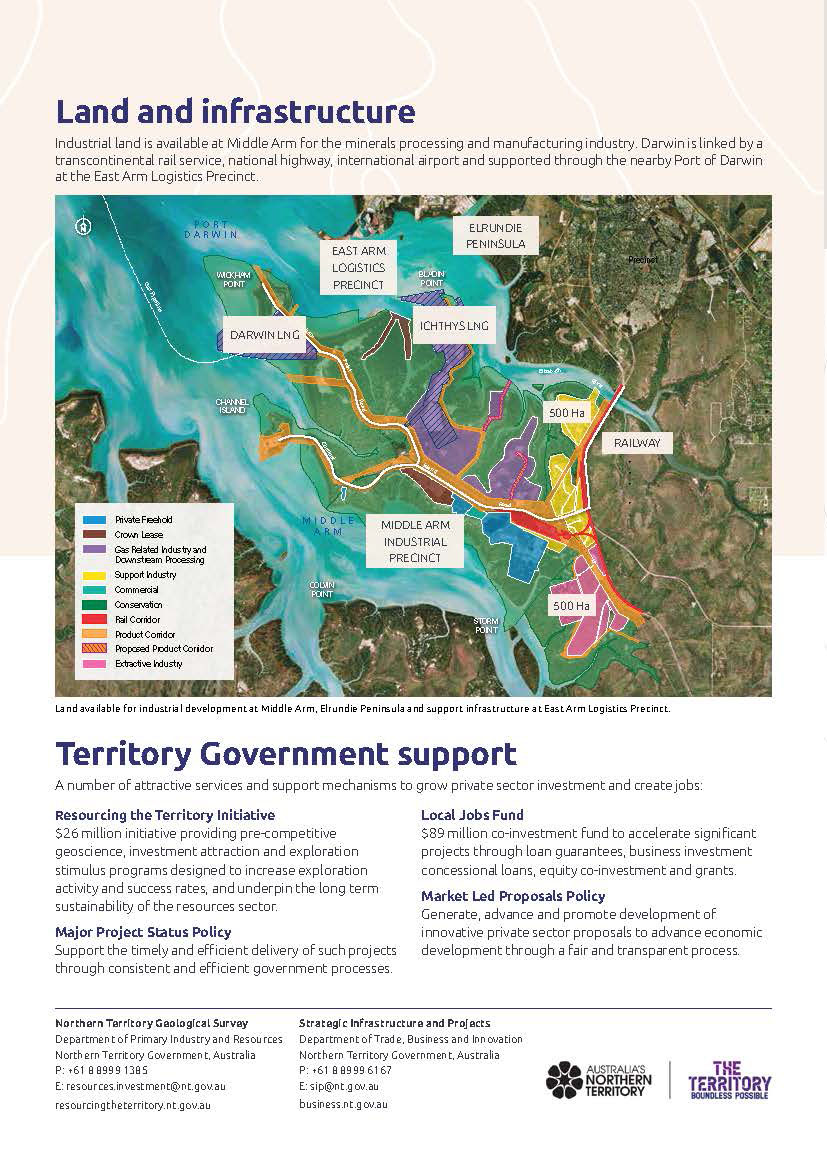 Land and infrastructure
Industrial land is available at Middle Arm for the minerals processing and manufacturing industry. Darwin is linked by a
transcontinental rail service, national highway, international airport and supported through the nearby Port of Darwin
at the East Arm Logistics Precinct.
PORT
DARWIN
ELRUNDIE
PENINSULA
EAST ARM
LOGISTICS
PRECINCT
Precinct
WICKHAM
POINT
BLADIN
POINT
Gas Pipeline
DARWIN LNG
ICHTHYS LNG
CHANNEL
ISLAND
500 Ha
RAILWAY
Road
MIDDLE
ARM
MIDDLE ARM
INDUSTRIAL
PRECINCT
COLVIN
POINT
STORM
POINT
500 Ha
Private Freehold
Crown Lease
Gas Related Industry and
Downstream Processing
Support Industry
Commercial
Conservation
Rail Corridor
Product Corridor
Proposed Product Corridor
Extractive Industry
Land available for industrial development at Middle Arm, Elrundie Peninsula and support infrastructure at East Arm Logistics Precinct.
Territory Government support
A number of attractive services and support mechanisms to grow private sector investment and create jobs:
Resourcing the Territory Initiative
$26 million initiative providing pre-competitive
geoscience, investment attraction and exploration
stimulus programs designed to increase exploration
activity and success rates, and underpin the long term
sustainability of the resources sector.
Major Project Status Policy
Support the timely and efficient delivery of such projects
through consistent and efficient government processes.
Local Jobs Fund
$89 million co-investment fund to accelerate significant
projects through loan guarantees, business investment
concessional loans, equity co-investment and grants.
Market Led Proposals Policy
Generate, advance and promote development of
innovative private sector proposals to advance economic
development through a fair and transparent process.
Northern Territory Geological Survey
Department of Primary Industry and Resources
Northern Territory Government, Australia
P: +61 8 8999 1385
E: resources.investment@nt.gov.au
resourcingtheterritory.nt.gov.au
Strategic Infrastructure and Projects
Department of Trade, Business and Innovation
Northern Territory Government, Australia
P: +61 8 8999 6167
E: sip@nt.gov.au
business.nt.gov.au
AUSTRALIA'S
NORTHERN
TERRITORY
THE
TERRITORY
BOUNDLESS POSSIBLE